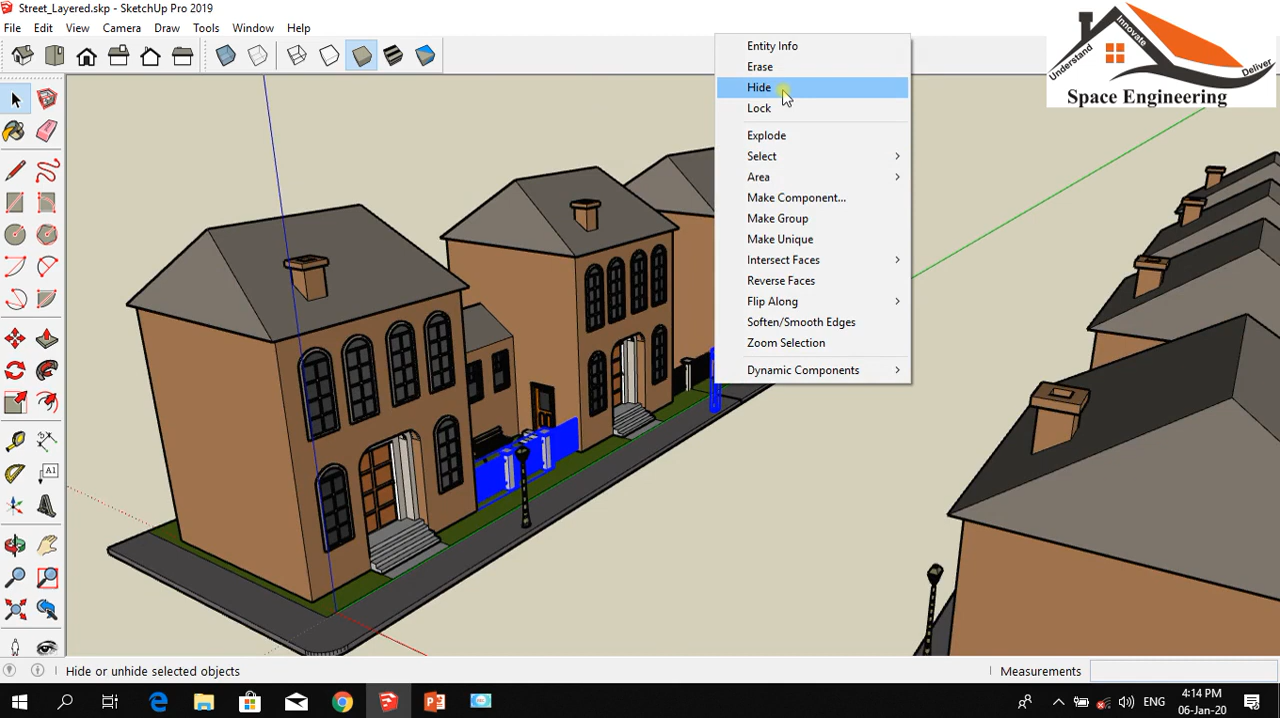 Street_Layered.skp - SketchUp Pro 2019
File Edit View Camera Draw Tools Window Help
Understand
Innovate
Deliver
Space Engineering
Entity Info
Erase
Hide
Lock
Explode
Select
Area
Make Component...
Make Group
Make Unique
Intersect Faces
Reverse Faces
Flip Along
Soften/Smooth Edges
Zoom Selection
Dynamic Components
A1
Hide or unhide selected objects
Measurements
ENG
4:14 PM
06-Jan-20